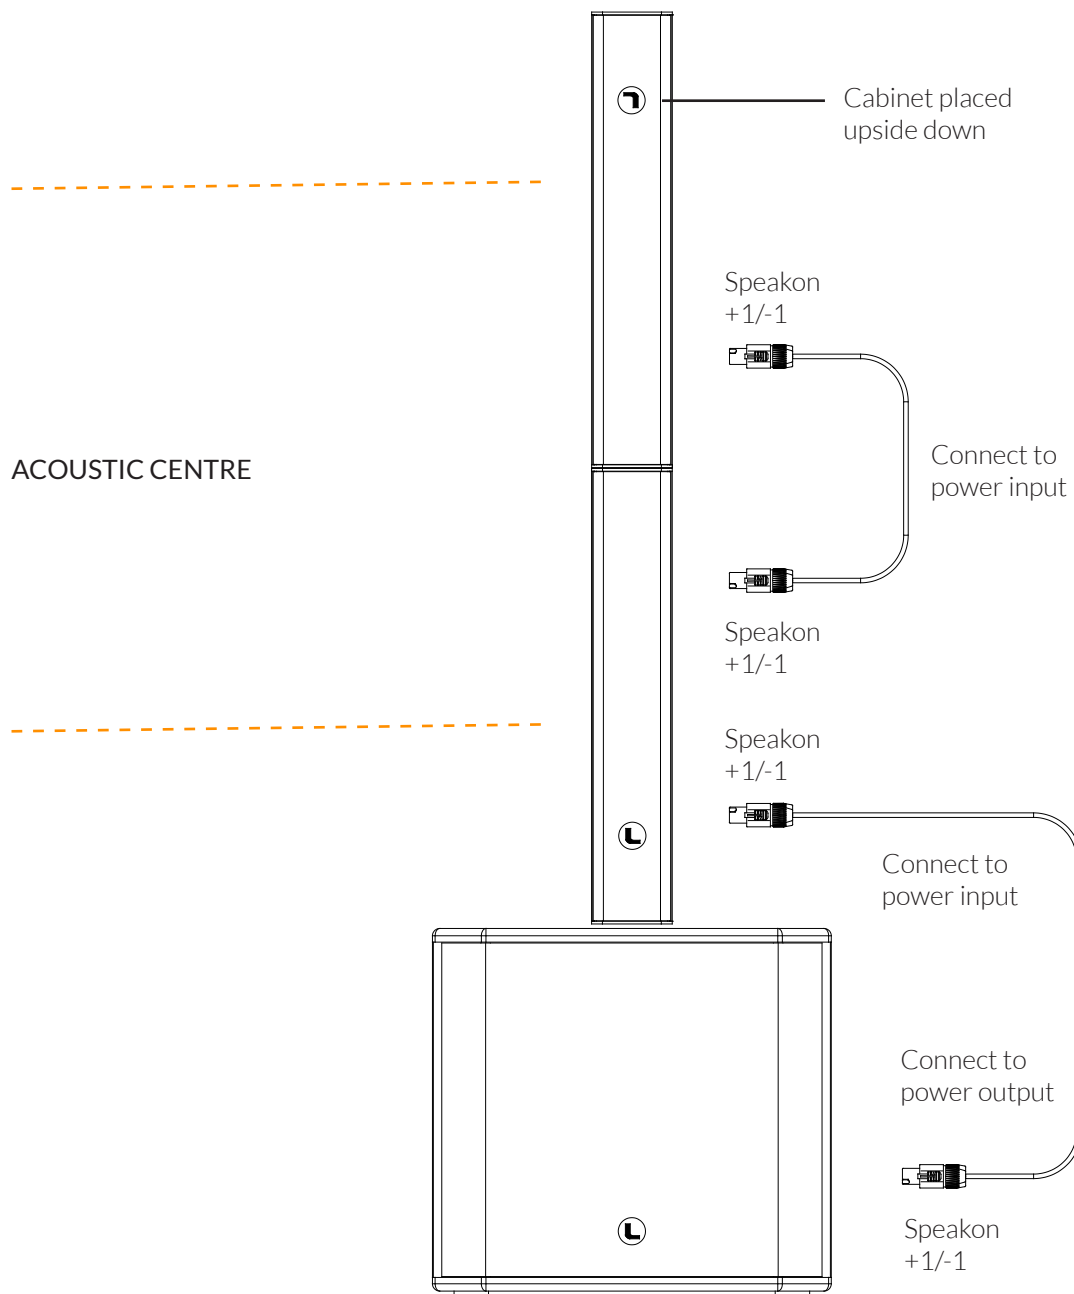 Cabinet placed
upside down
Speakon
+1/-1
ACOUSTIC CENTRE
Connect to
power input
Speakon
+1/-1
Speakon
+1/-1
Connect to
power input
Connect to
power output
Speakon
+1/-1